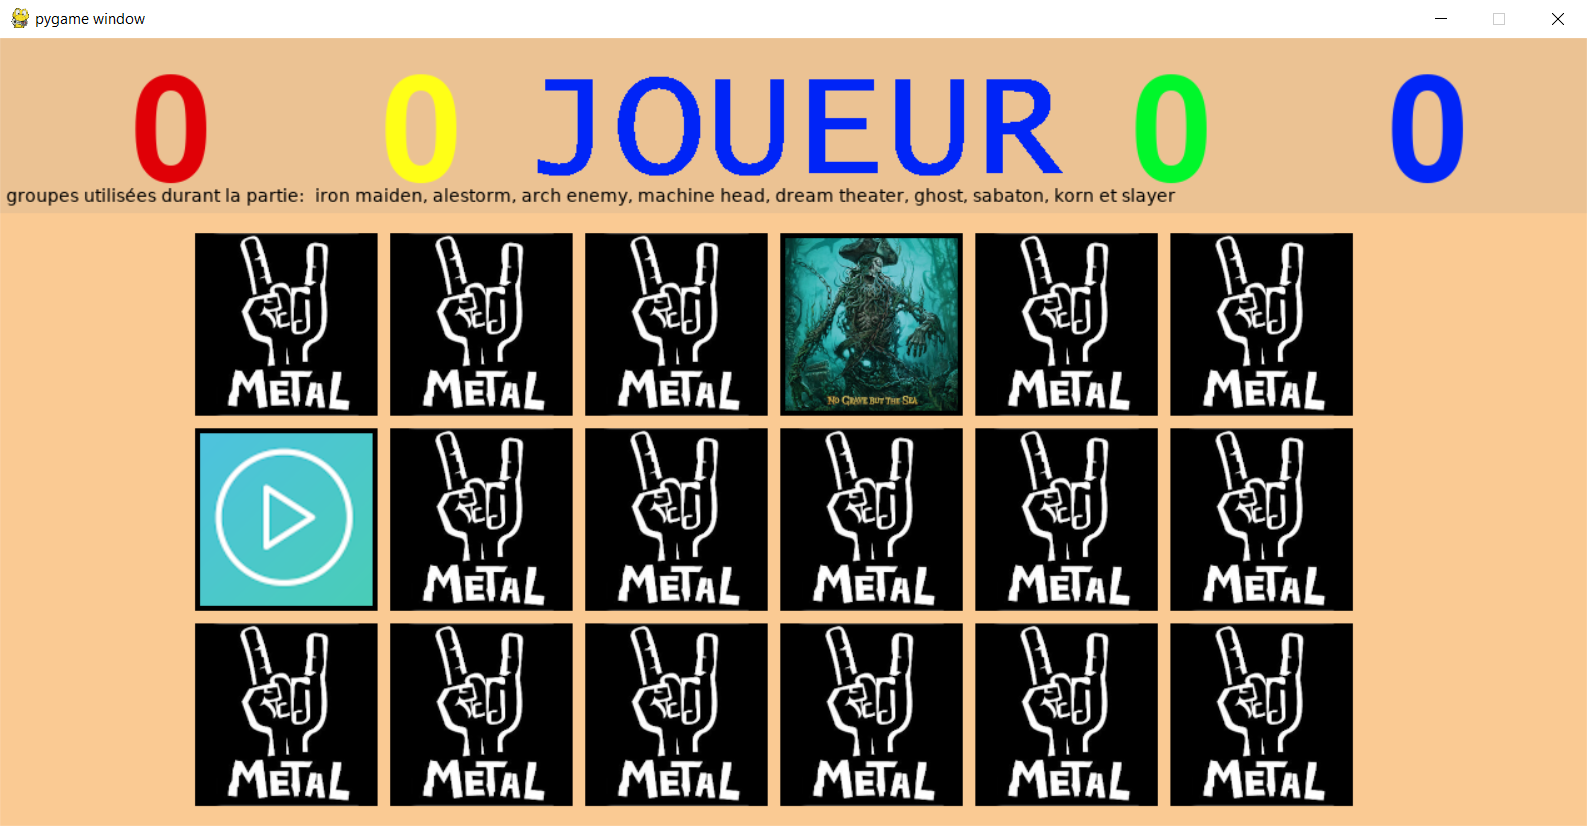 pygame window
0 0 JOUEUR 0 0
groupes utilisées durant la partie:  iron maiden, alestorm, arch enemy, machine head, dream theater, ghost, sabaton, korn et slayer
METAL METAL METAL NO GRAVE BUT THE SEA METAL METAL
METAL METAL METAL METAL METAL
METAL METAL METAL METAL METAL METAL